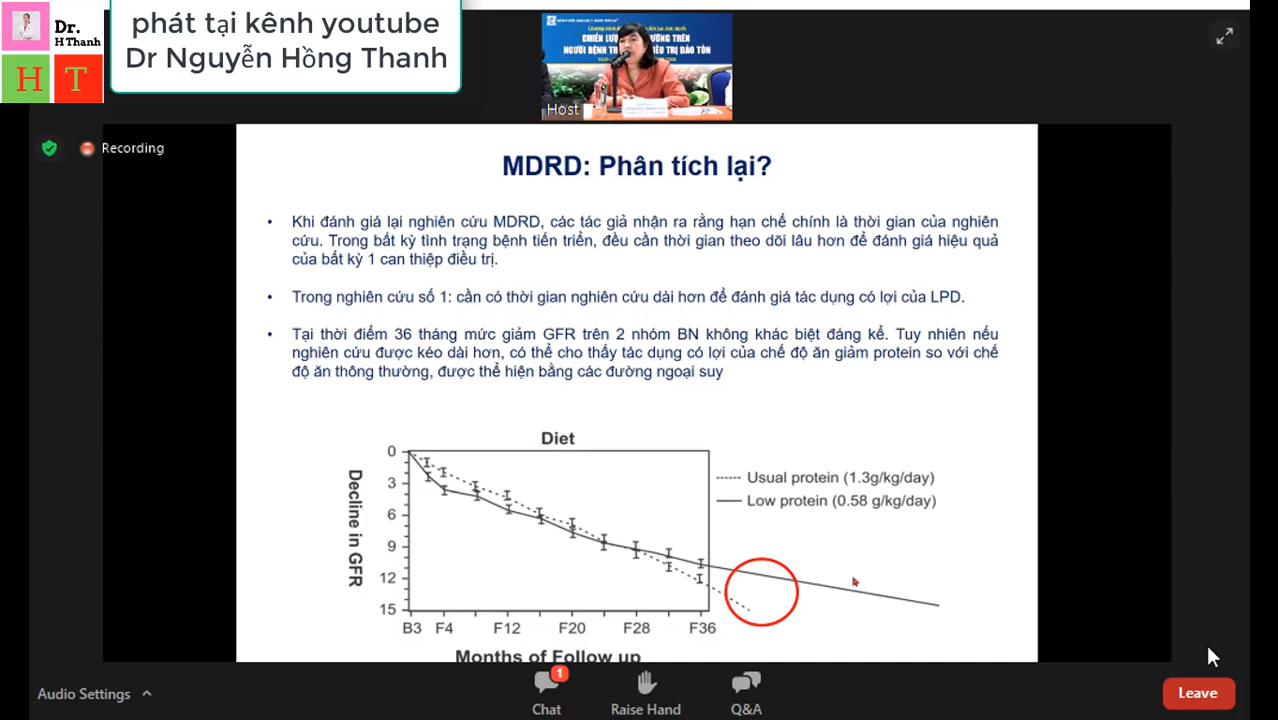 Dr.
H Thanh
H T
phát tại kênh youtube
Dr Nguyễn Hồng Thanh
NGƯỜI BỆNH
Host
Recording
MDRD: Phân tích lại?
• Khi đánh giá lại nghiên cứu MDRD, các tác giả nhận ra rằng hạn chế chính là thời gian của nghiên
cứu. Trong bất kỳ tình trạng bệnh tiến triển, đều cần thời gian theo dõi lâu hơn để đánh giá hiệu quả
của bất kỳ 1 can thiệp điều trị.
• Trong nghiên cứu số 1: cần có thời gian nghiên cứu dài hơn để đánh giá tác dụng có lợi của LPD.
• Tại thời điểm 36 tháng mức giảm GFR trên 2 nhóm BN không khác biệt đáng kể. Tuy nhiên nếu
nghiên cứu được kéo dài hơn, có thể cho thấy tác dụng có lợi của chế độ ăn giảm protein so với chế
độ ăn thông thường, được thể hiện bằng các đường ngoại suy
Diet
Decline in GFR
0
3
6
9
12
15
B3 F4 F12 F20 F28 F36
Months of Follow up
Usual protein (1.3g/kg/day)
Low protein (0.58 g/kg/day)
Audio Settings
1
Chat
Raise Hand
Q&A
Leave